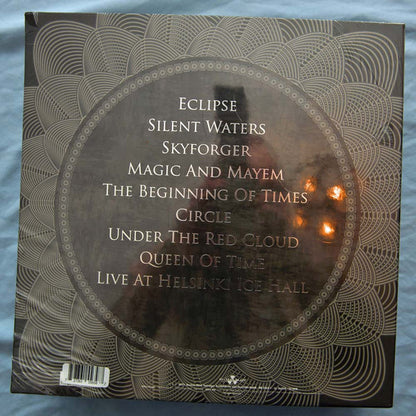 ECLIPSE
SILENT WATERS
SKYFORGER
MAGIC AND MAYEM
THE BEGINNING OF TIMES
CIRCLE
UNDER THE RED CLOUD
QUEEN OF TIME
LIVE AT HELSINKI ICE HALL